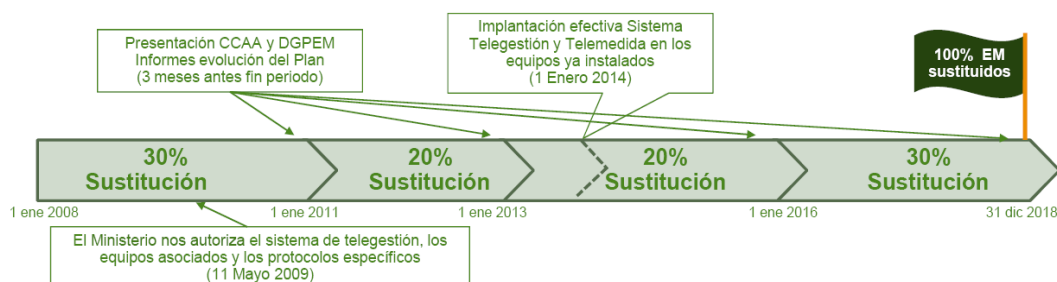 Presentación CCAA y DGPEM
Informes evolución del Plan
(3 meses antes fin periodo)
Implantación efectiva Sistema
Telegestión y Telemedida en los
equipos ya instalados
(1 Enero 2014)
100% EM
sustituidos
30%
Sustitución
20%
Sustitución
20%
Sustitución
30%
Sustitución
1 ene 2008
1 ene 2011
1 ene 2013
1 ene 2016
31 dic 2018
El Ministerio nos autoriza el sistema de telegestión, los
equipos asociados y los protocolos específicos
(11 Mayo 2009)